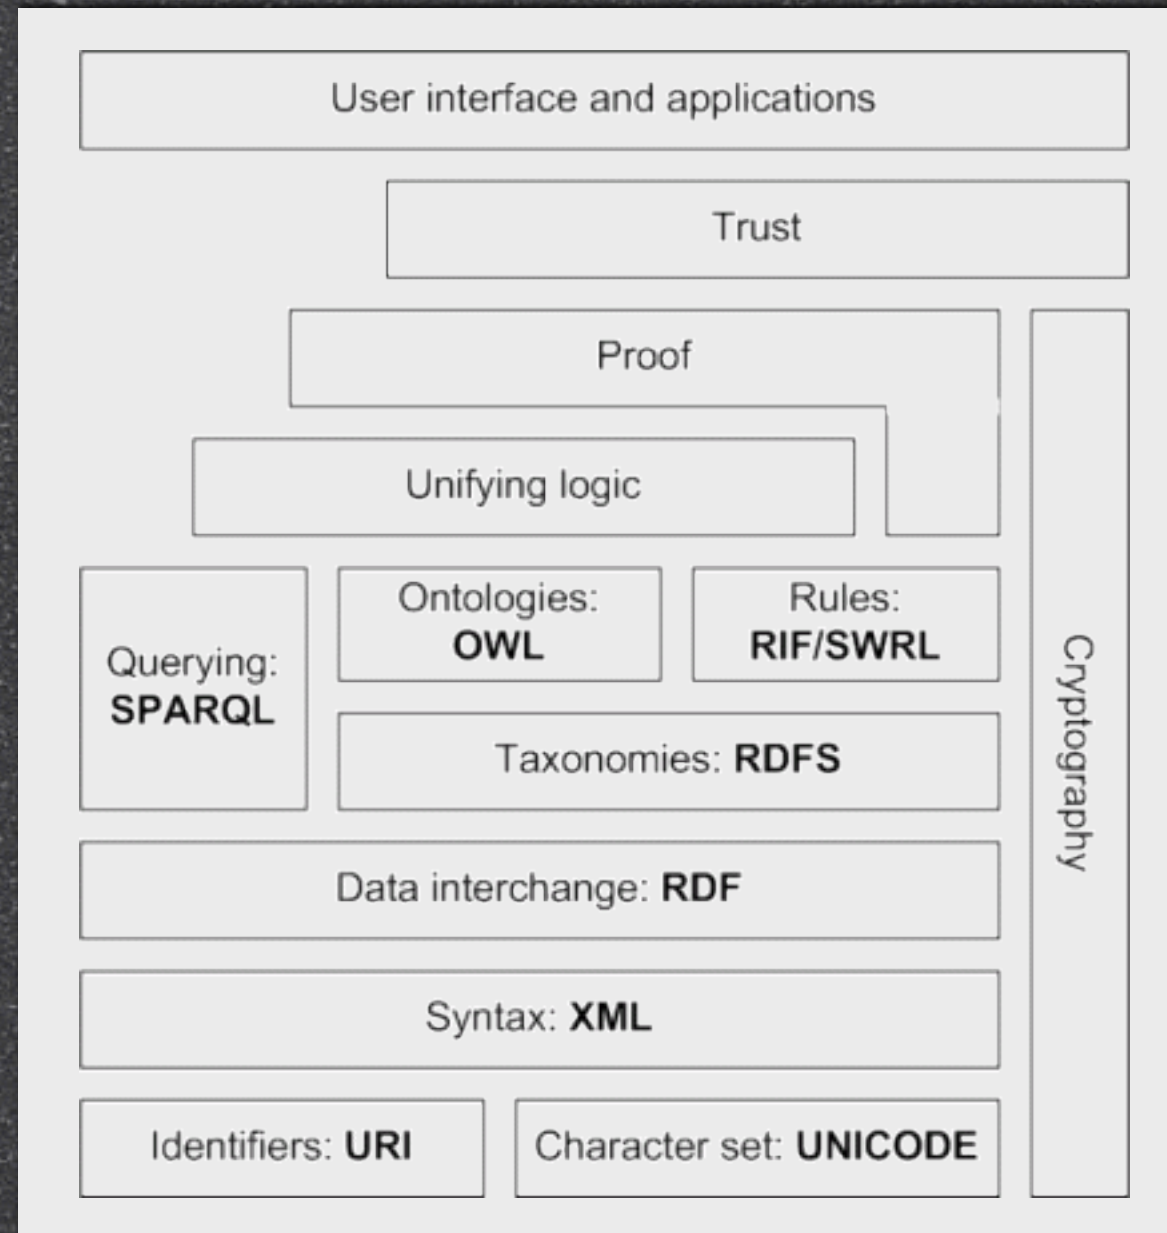 User interface and applications
Trust
Proof
Unifying logic
Querying:
SPARQL
Ontologies:
OWL
Rules:
RIF/SWRL
Taxonomies: RDFS
Data interchange: RDF
Syntax: XML
Identifiers: URI
Character set: UNICODE
Cryptography